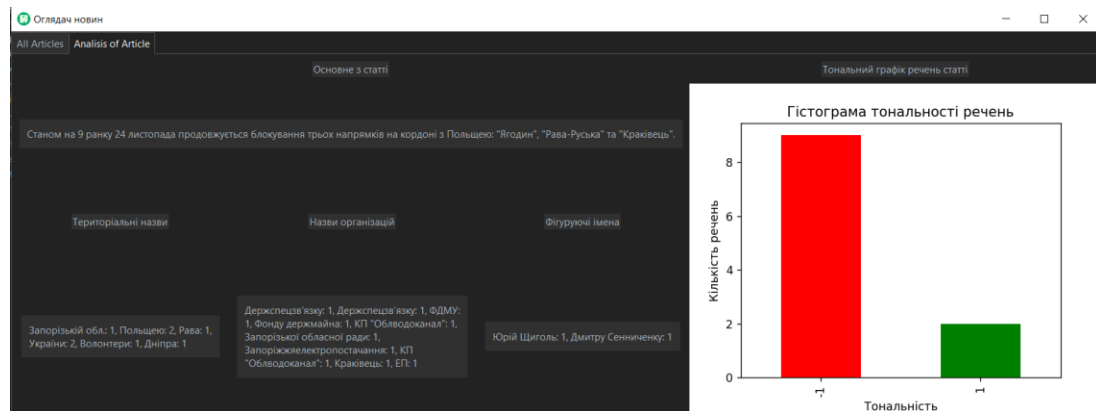 Оглядач новин
All Articles
Analisis of Article
Основне з статті
Станом на 9 ранку 24 листопада продовжується блокування трьох напрямків на кордоні з Польщею: "Ягодин", "Рава-Руська" та "Краківець".
Територіальні назви
Запорізькій обл.: 1, Польщею: 2, Рава: 1,
України: 2, Волонтери: 1, Дніпра: 1
Назви організацій
Держспецзв'язку: 1, Держспецзв'язку: 1, ФДМУ:
1, Фонду держмайна: 1, КП "Облводоканал": 1,
Запорізької обласної ради: 1,
Запоріжжяелектропостачання: 1, КП
"Облводоканал": 1, Краківець: 1, ЕП: 1
Фігуруючі імена
Юрій Щиголь: 1, Дмитру Сенниченку: 1
Тональний графік речень статті
Гістограма тональності речень
Кількість речень
8
6
4
2
0
-1
1
Тональність